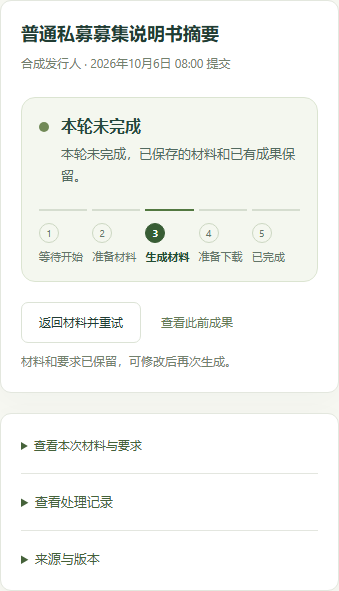 普通私募募集说明书摘要
合成发行人 · 2026年10月6日 08:00 提交
本轮未完成
本轮未完成，已保存的材料和已有成果保
留。
1 2 3 4 5
等待开始 准备材料 生成材料 准备下载 已完成
返回材料并重试 查看此前成果
材料和要求已保留，可修改后再次生成。
查看本次材料与要求
查看处理记录
来源与版本